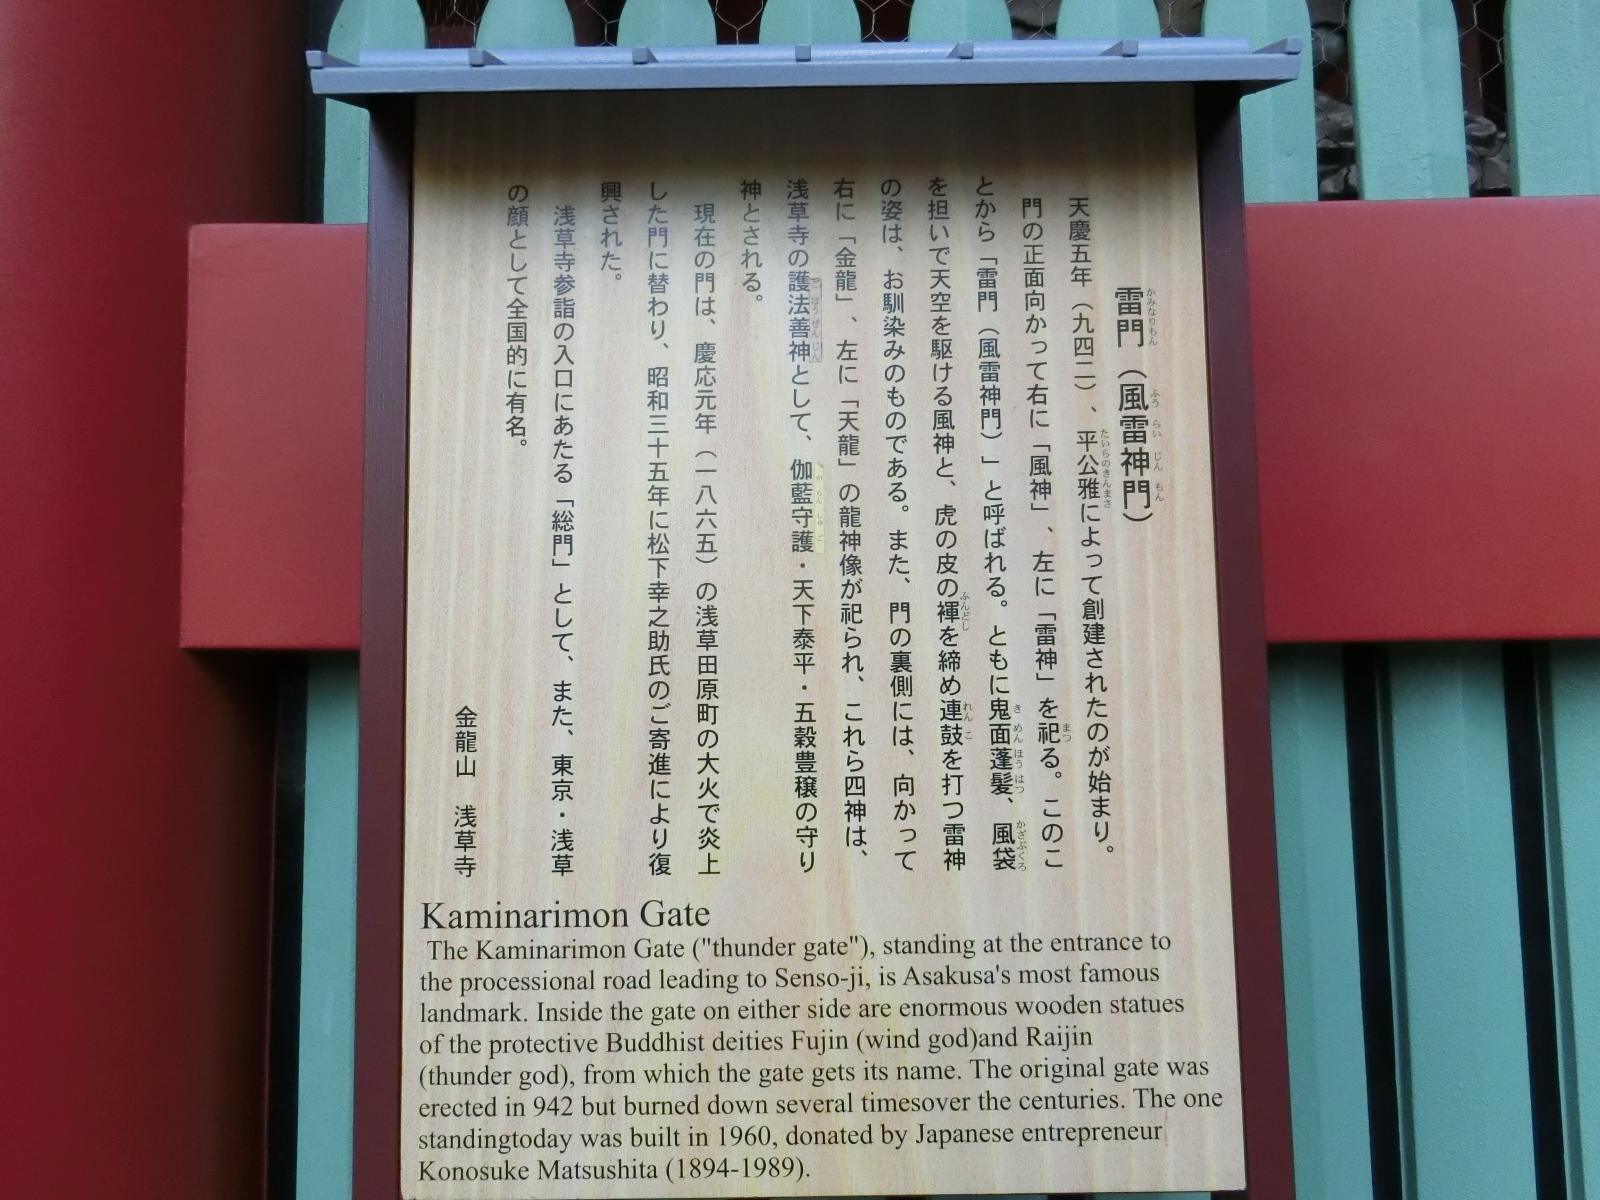 雷門（風雷神門）
天慶五年（九四二）、平公雅によって創建されたのが始まり。
門の正面向かって右に「風神」、左に「雷神」を祀る。このこ
とから「雷門（風雷神門）」と呼ばれる。ともに鬼面蓬髪、風袋
を担いで天空を駆ける風神と、虎の皮の褌を締め連鼓を打つ雷神
の姿は、お馴染みのものである。また、門の裏側には、向かって
右に「金龍」、左に「天龍」の龍神像が祀られ、これら四神は、
浅草寺の護法善神として、伽藍守護・天下泰平・五穀豊穣の守り
神とされる。
現在の門は、慶応元年（一八六五）の浅草田原町の大火で炎上
した門に替わり、昭和三十五年に松下幸之助氏のご寄進により復
興された。
浅草寺参詣の入口にあたる「総門」として、また、東京・浅草
の顔として全国的に有名。
金龍山　浅草寺
Kaminarimon Gate
The Kaminarimon Gate ("thunder gate"), standing at the entrance to
the processional road leading to Senso-ji, is Asakusa's most famous
landmark. Inside the gate on either side are enormous wooden statues
of the protective Buddhist deities Fujin (wind god)and Raijin
(thunder god), from which the gate gets its name. The original gate was
erected in 942 but burned down several timesover the centuries. The one
standingtoday was built in 1960, donated by Japanese entrepreneur
Konosuke Matsushita (1894-1989).